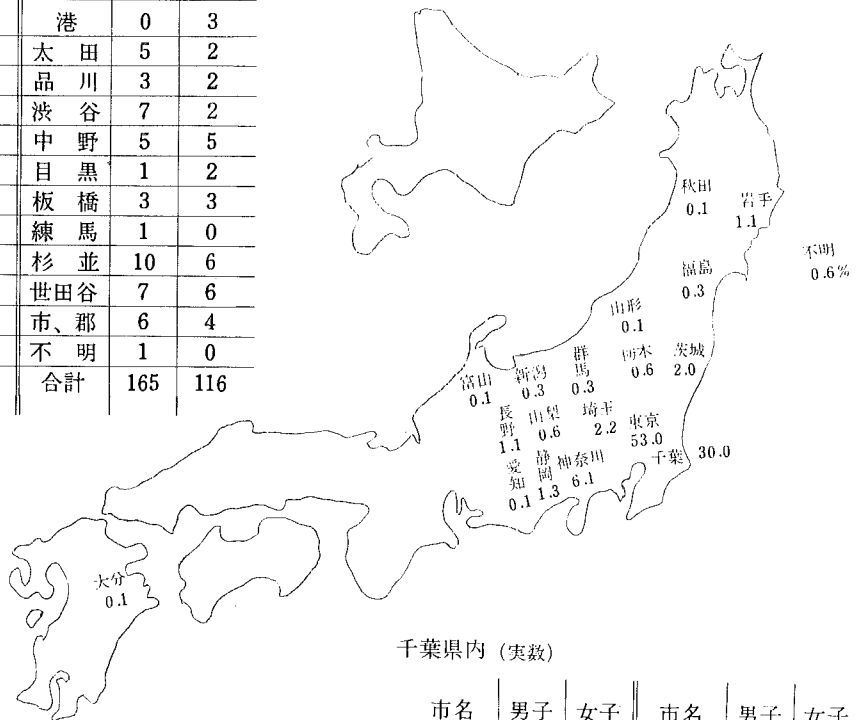 港 0 3
太田 5 2
品川 3 2
渋谷 7 2
中野 5 5
目黒 1 2
板橋 3 3
練馬 1 0
杉並 10 6
世田谷 7 6
市、郡 6 4
不明 1 0
合計 165 116
秋田
0.1
岩手
1.1
不明
0.6%
福島
0.3
山形
0.1
富山
0.1
新潟
0.3
群馬
0.3
栃木
0.6
茨城
2.0
長野
1.1
山梨
0.6
埼玉
2.2
東京
53.0
千葉 30.0
愛知
0.1
静岡
1.3
神奈川
6.1
大分
0.1
千葉県内 (実数)
市名 男子 女子 市名 男子 女子